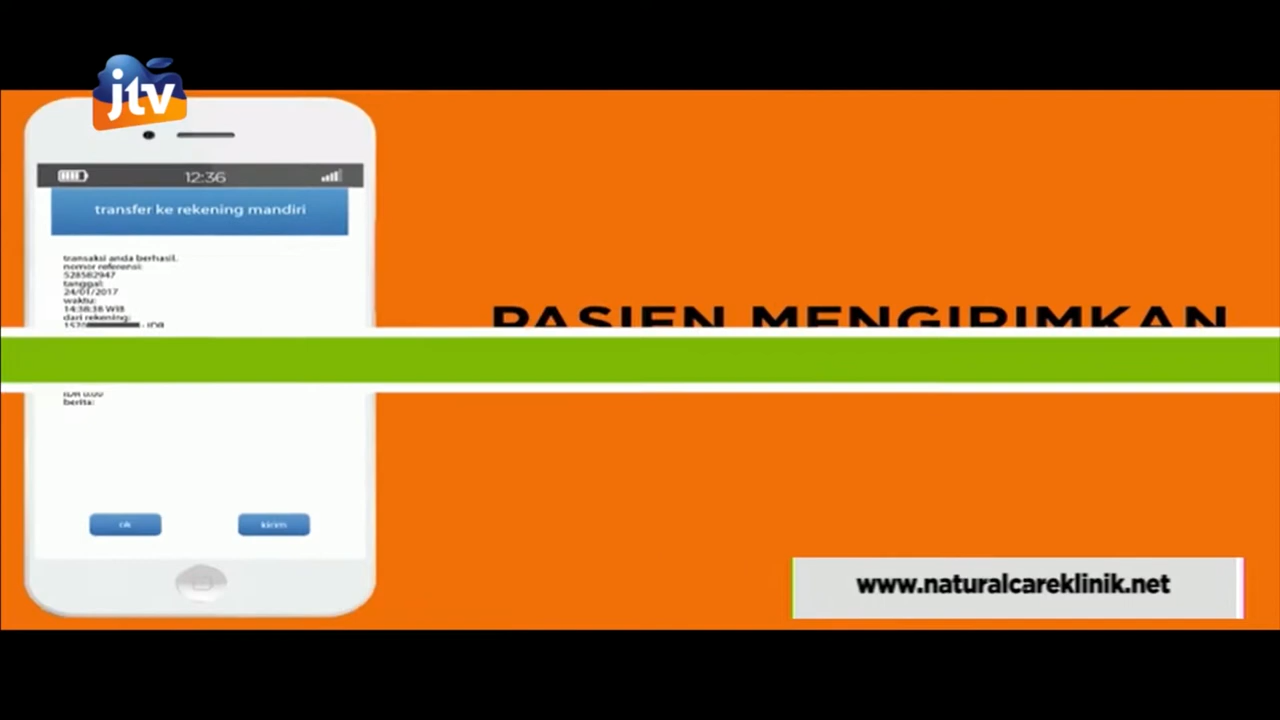 jtv
12:36
transfer ke rekening mandiri
transaksi anda berhasil.
nomor referensi:
528582947
tanggal:
24/01/2017
waktu:
14:38:38 WIB
dari rekening:
berita:
ok
kirim
PASIEN MENGIRIMKAN
www.naturalcareklinik.net